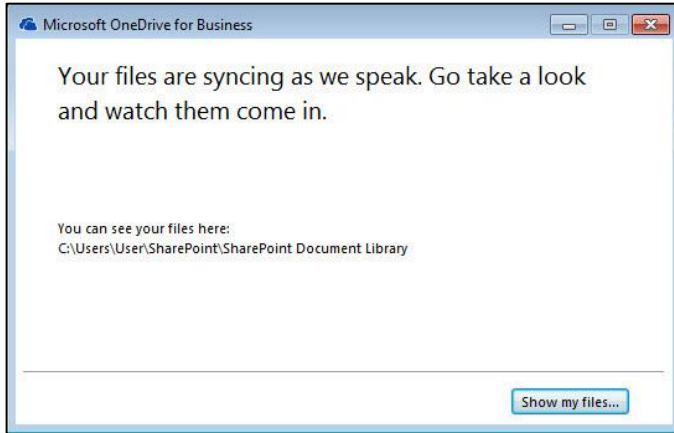 Microsoft OneDrive for Business
Your files are syncing as we speak. Go take a look
and watch them come in.
You can see your files here:
C:\Users\User\SharePoint\SharePoint Document Library
Show my files...